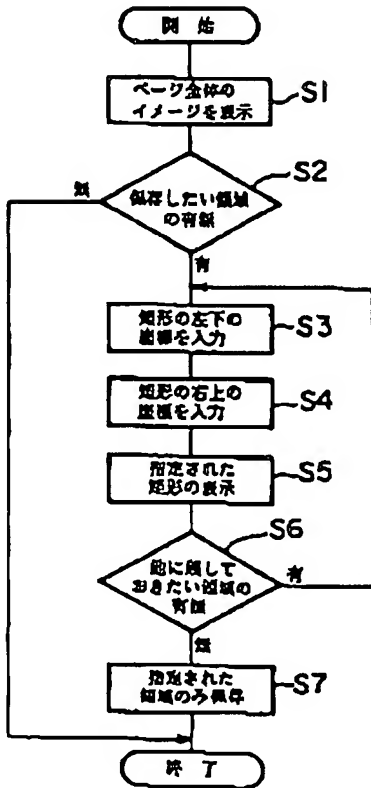 開始
ページ全体の
イメージを表示
S1
S2
保存したい領域
の有無
無
有
矩形の左下の
座標を入力
S3
矩形の右上の
座標を入力
S4
指定された
矩形の表示
S5
S6
他に残して
おきたい領域の
有無
有
無
指定された
領域のみ保存
S7
終了